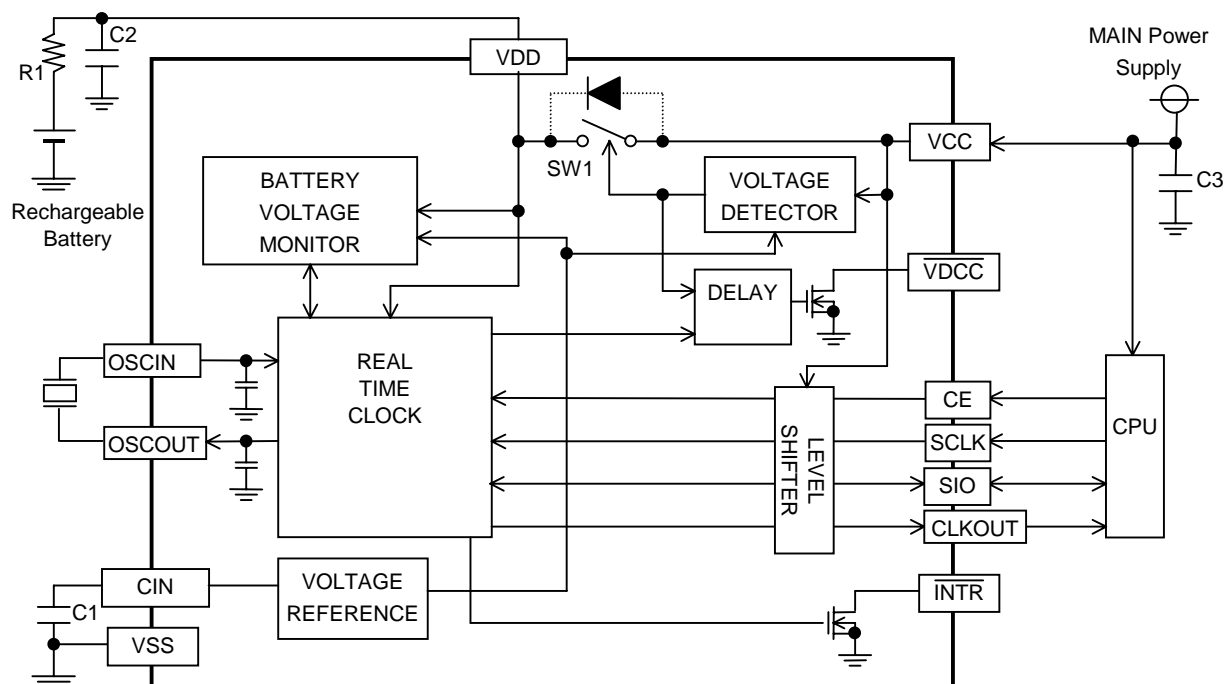 C2
R1
VDD
MAIN Power
Supply
SW1
VCC
C3
BATTERY
VOLTAGE
MONITOR
VOLTAGE
DETECTOR
Rechargeable
Battery
VDCC
DELAY
OSCIN
REAL
TIME
CLOCK
OSCOUT
LEVEL
SHIFTER
CE
SCLK
SIO
CLKOUT
CPU
CIN
VOLTAGE
REFERENCE
INTR
C1
VSS